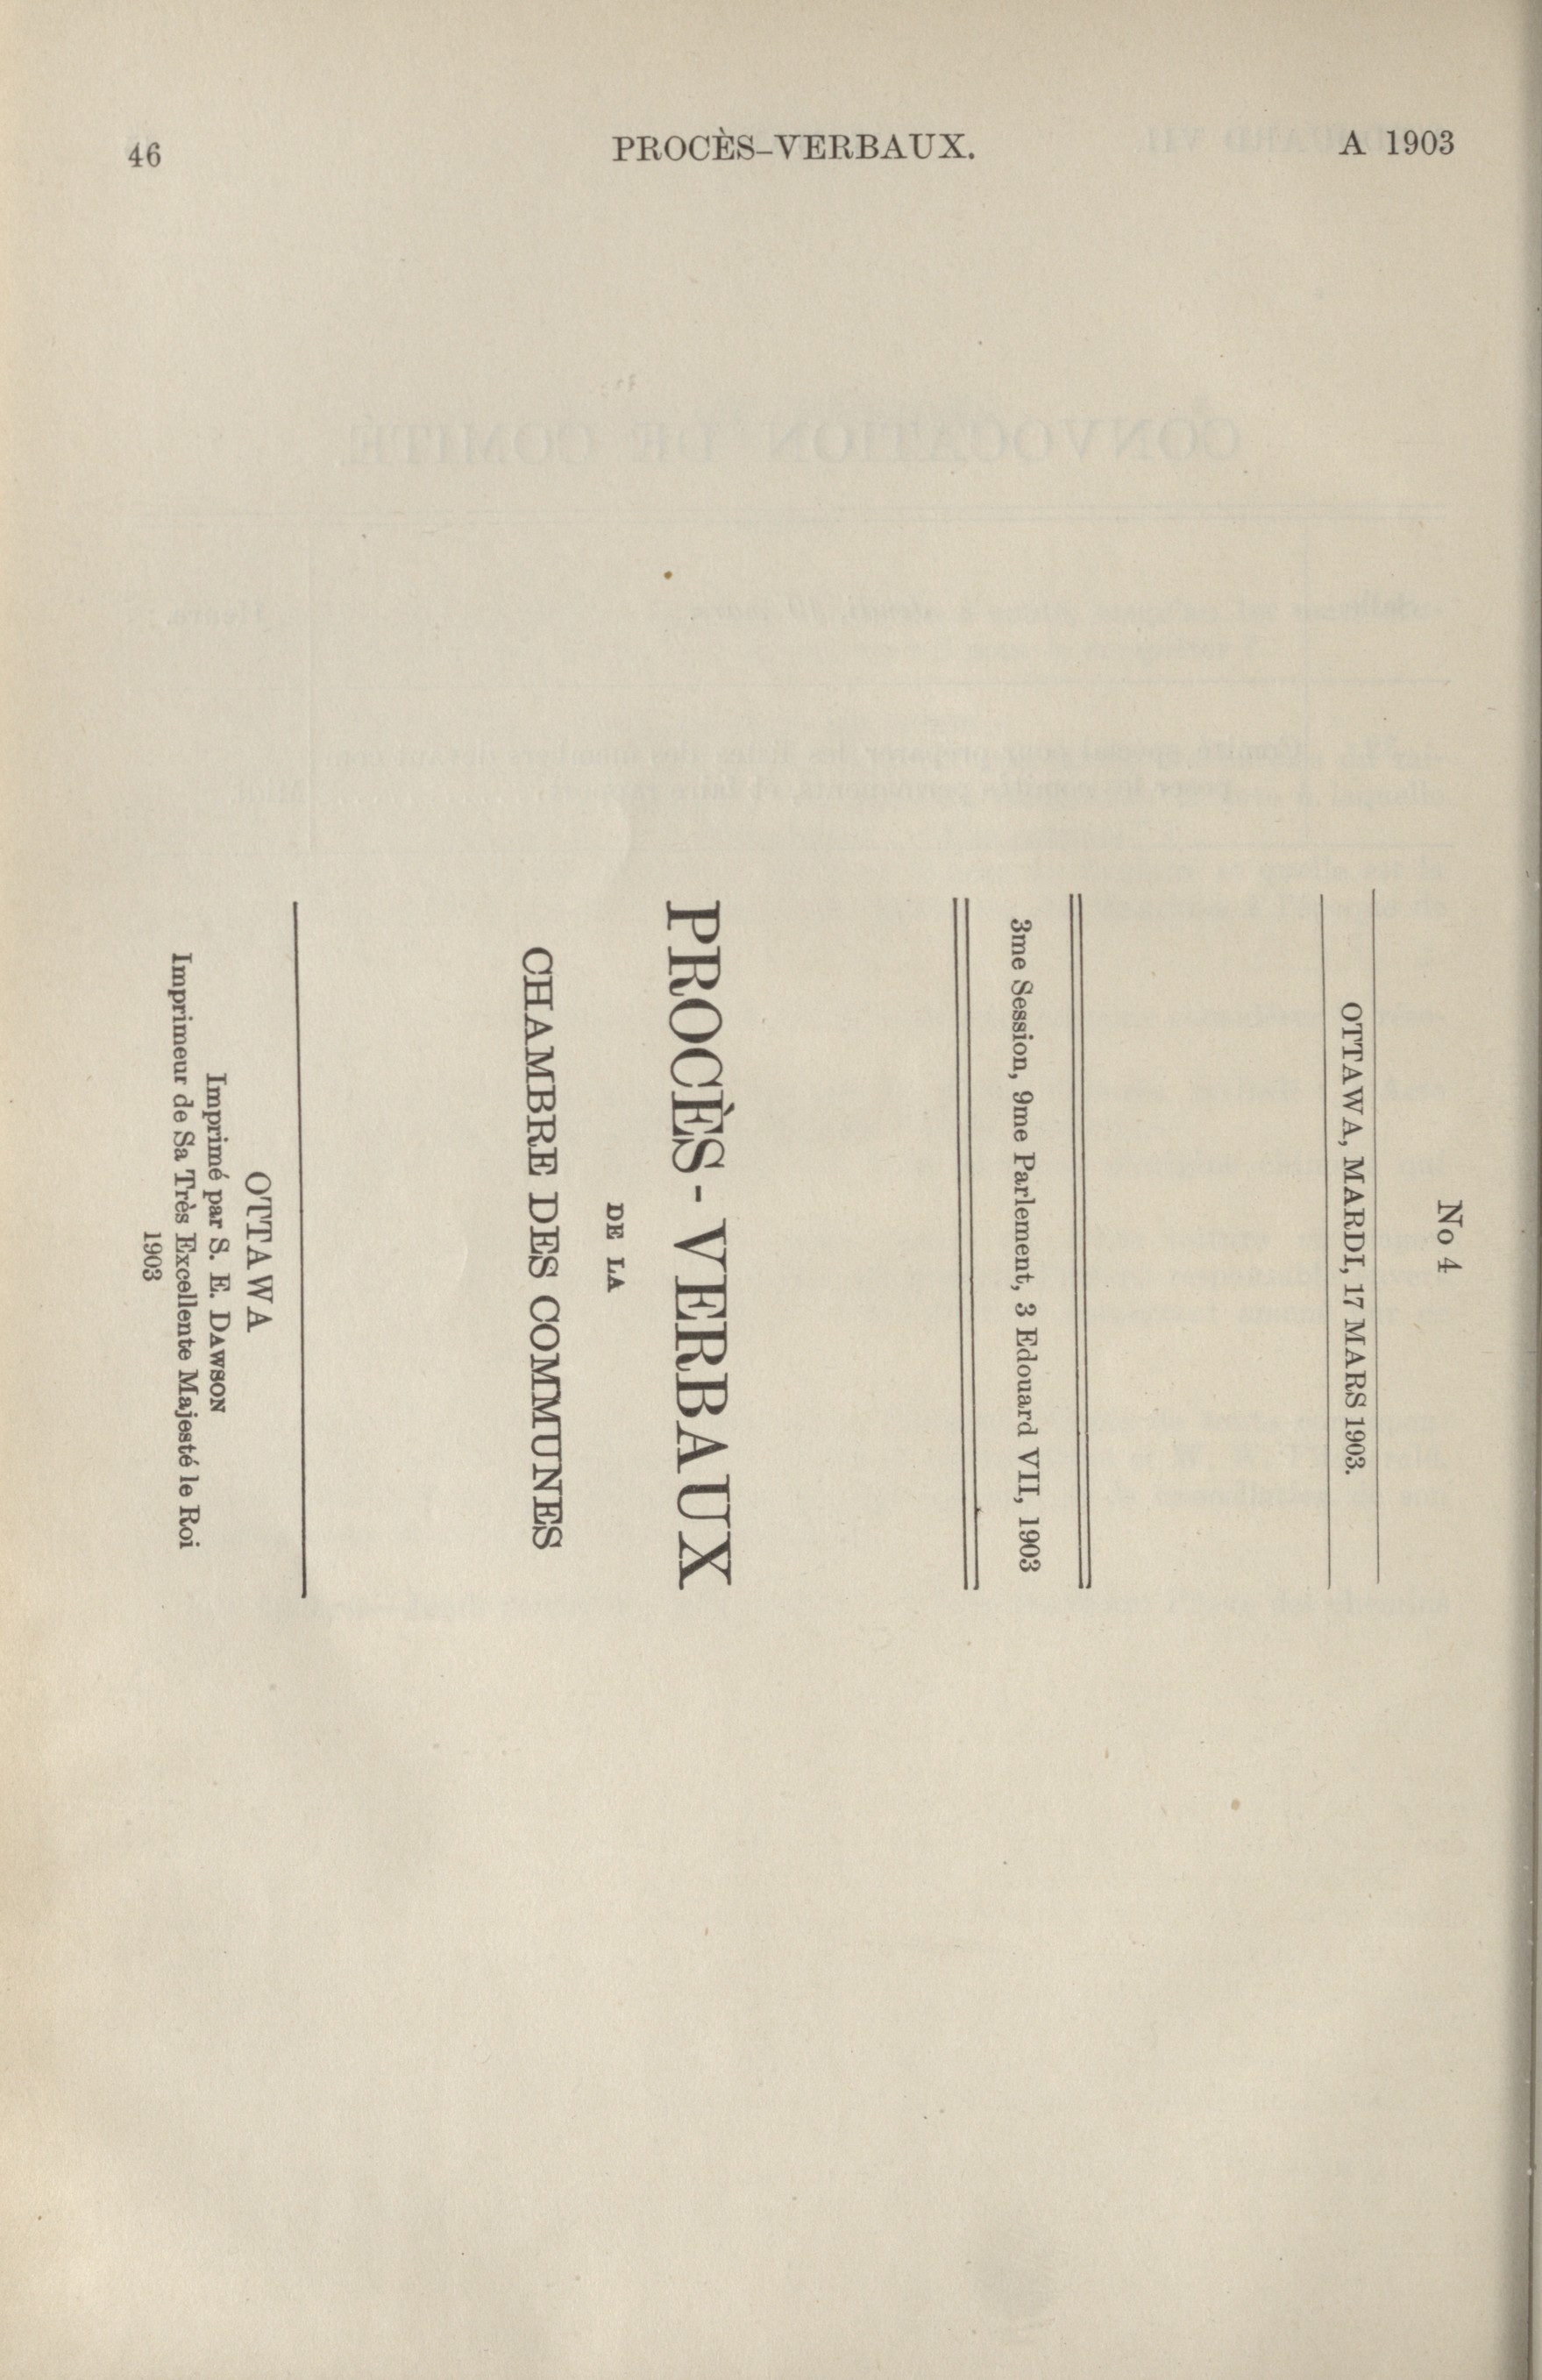 46 PROCÈS-VERBAUX. A 1903
No 4
OTTAWA, MARDI, 17 MARS 1903.
3me Session, 9me Parlement, 3 Edouard VII, 1903
PROCÈS-VERBAUX
DE LA
CHAMBRE DES COMMUNES
OTTAWA
Imprimé par S. E. DAWSON
Imprimeur de Sa Très Excellente Majesté le Roi
1903